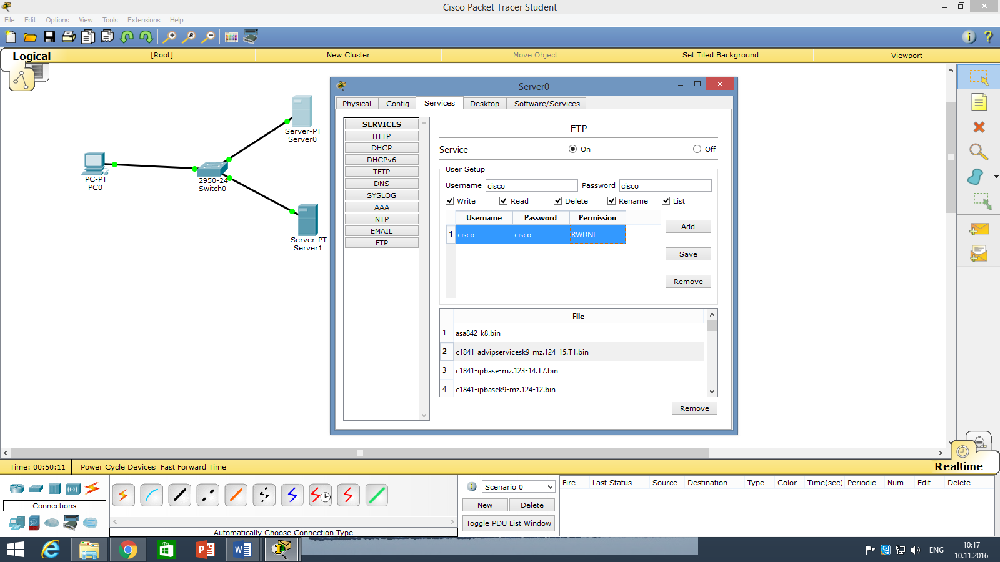 Cisco Packet Tracer Student
File Edit Options View Tools Extensions Help
Logical [Root] New Cluster Move Object Set Tiled Background Viewport
Server0
Physical Config Services Desktop Software/Services
SERVICES
HTTP
DHCP
DHCPv6
TFTP
DNS
SYSLOG
AAA
NTP
EMAIL
FTP
FTP
Service On Off
User Setup
Username cisco Password cisco
Write Read Delete Rename List
Username Password Permission
1 cisco cisco RWDNL
Add
Save
Remove
File
1 asa842-k8.bin
2 c1841-advipservicesk9-mz.124-15.T1.bin
3 c1841-ipbase-mz.123-14.T7.bin
4 c1841-ipbasek9-mz.124-12.bin
Remove
Server-PT
Server0
PC-PT
PC0
2950-24
Switch0
Server-PT
Server1
Time: 00:50:11 Power Cycle Devices Fast Forward Time
Realtime
Connections
Automatically Choose Connection Type
Scenario 0
New Delete
Toggle PDU List Window
Fire Last Status Source Destination Type Color Time(sec) Periodic Num Edit Delete
ENG
10:17
10.11.2016